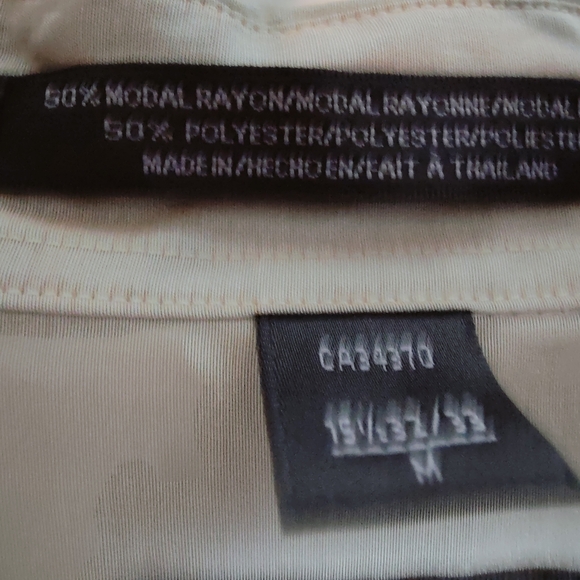 50% MODAL RAYON/MODAL RAYONNE/MODAL
50% POLYESTER/POLYESTER/POLIESTE
MADE IN/HECHO EN/FAIT À THAILAND
CA34370
15½ 32/33
M